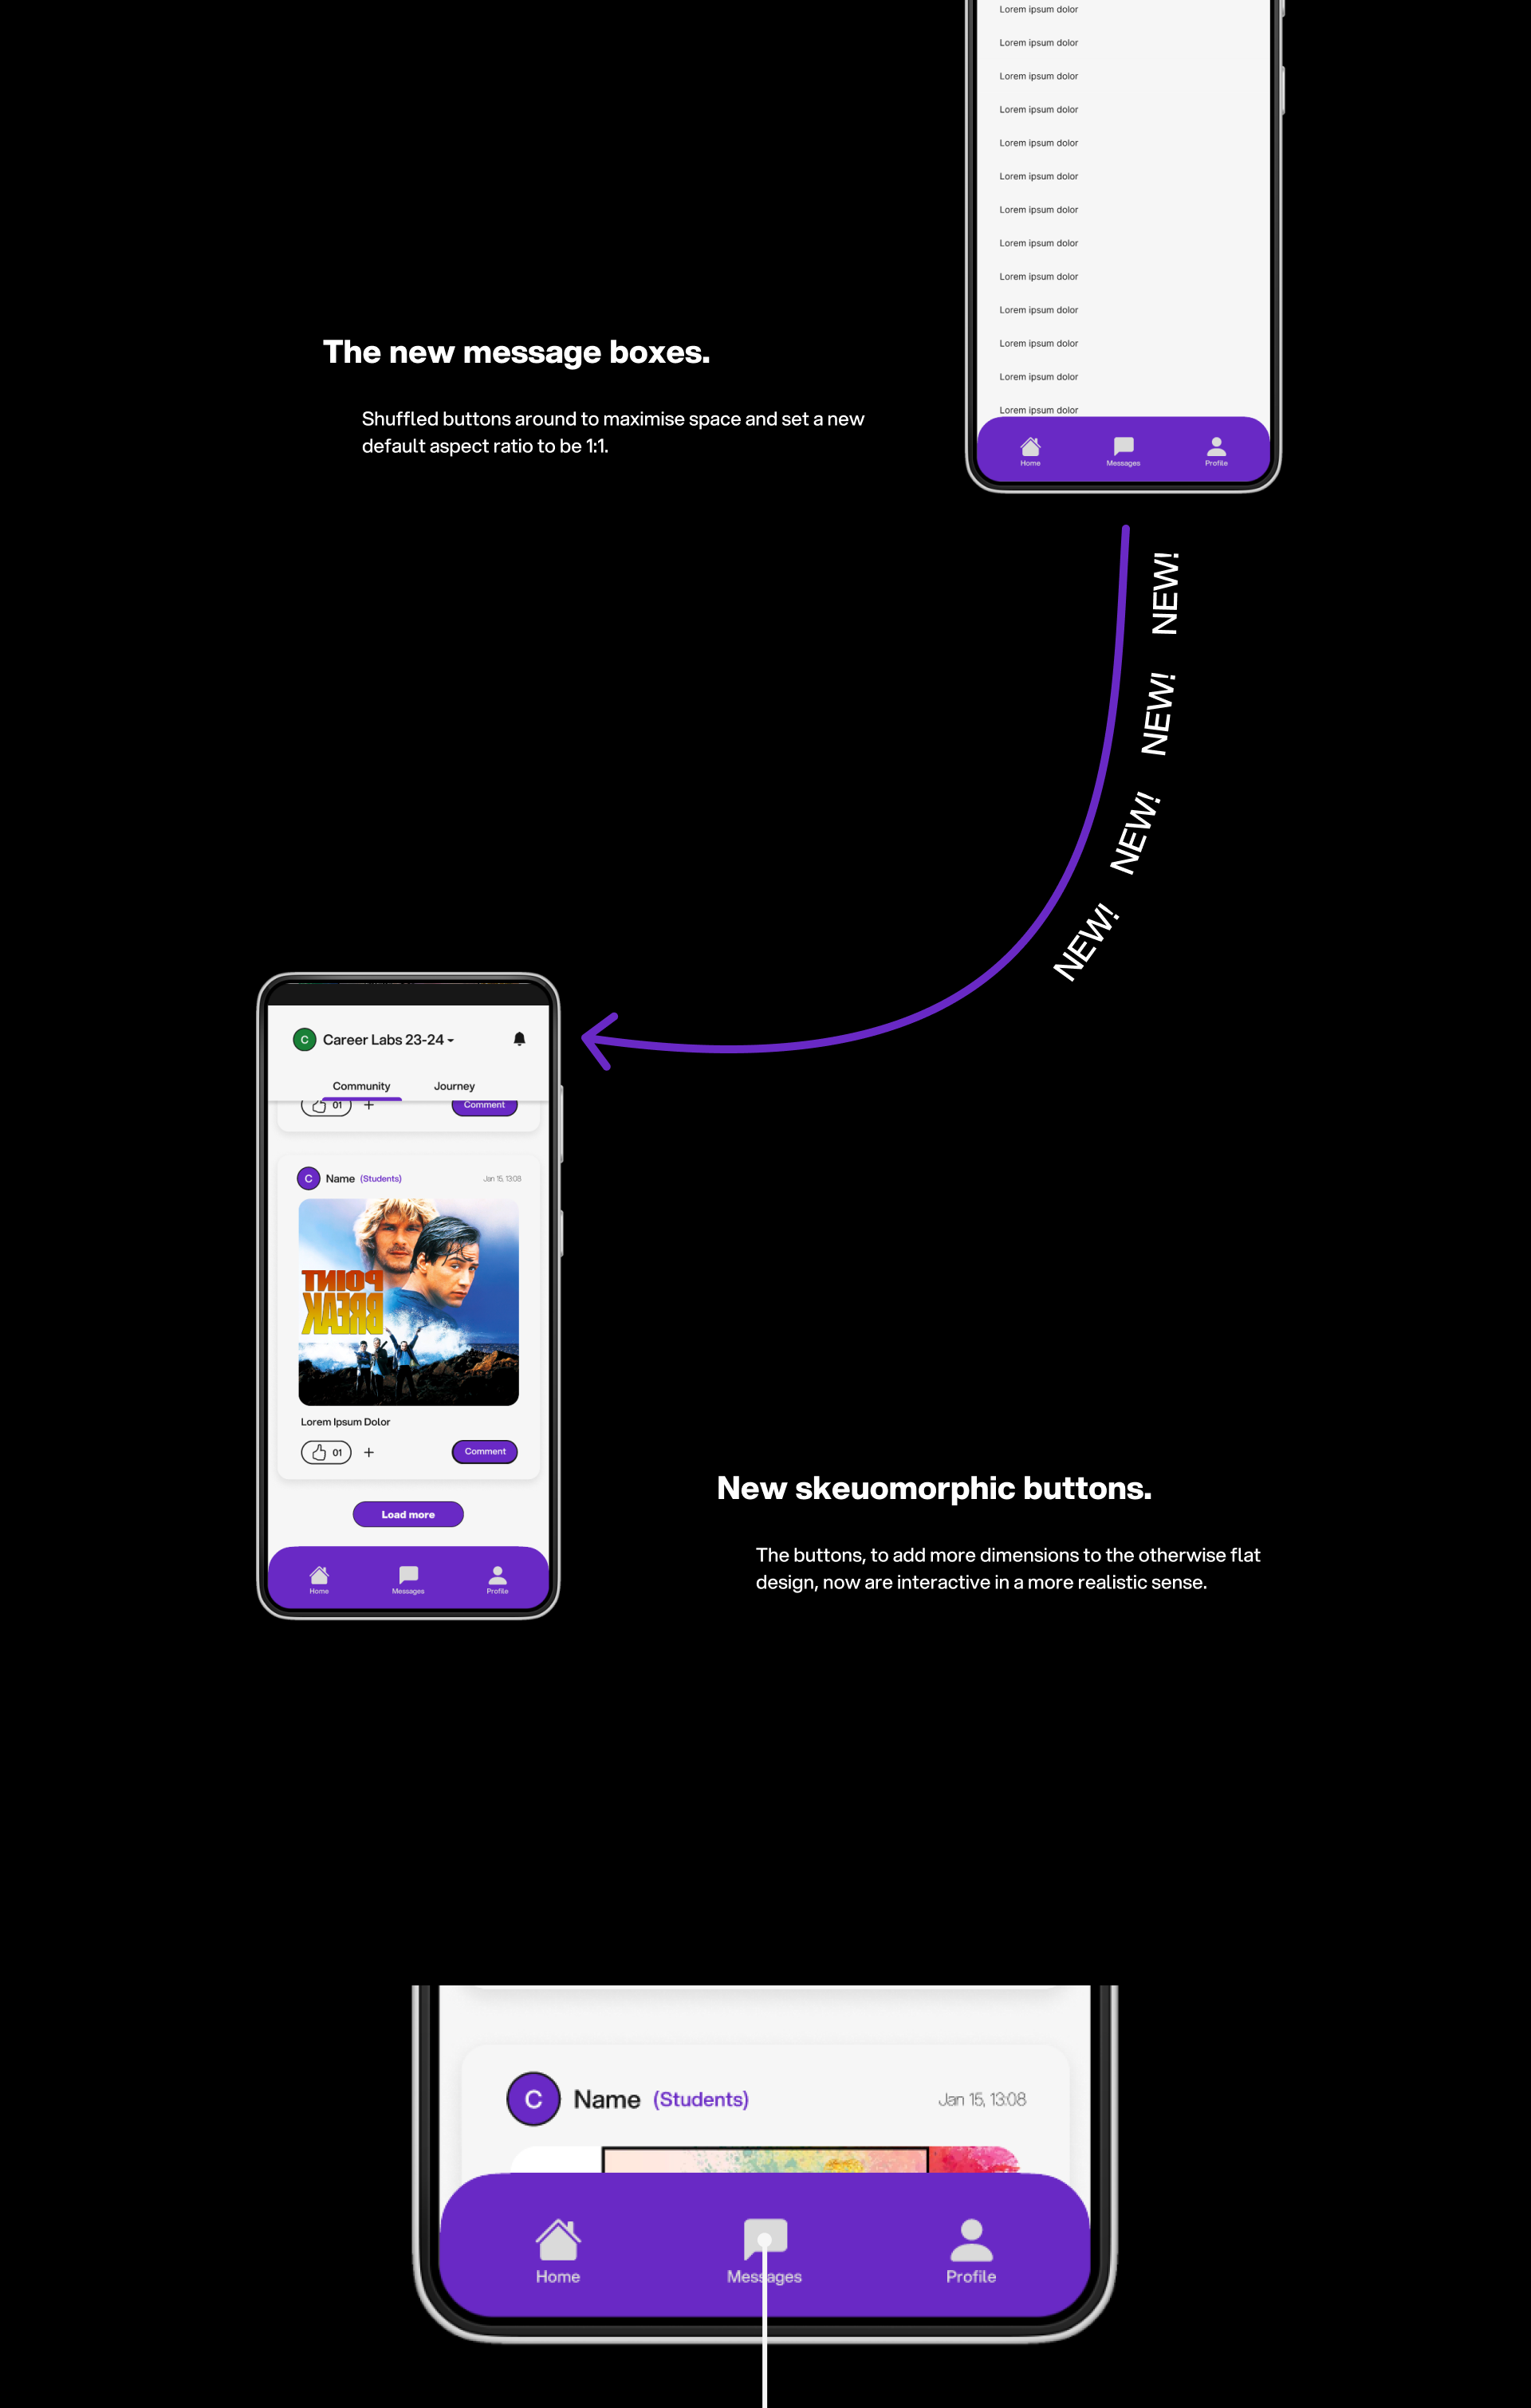 Lorem ipsum dolor
Lorem ipsum dolor
Lorem ipsum dolor
Lorem ipsum dolor
Lorem ipsum dolor
Lorem ipsum dolor
Lorem ipsum dolor
Lorem ipsum dolor
Lorem ipsum dolor
Lorem ipsum dolor
Lorem ipsum dolor
Lorem ipsum dolor
Lorem ipsum dolor
Home Messages Profile
The new message boxes.
Shuffled buttons around to maximise space and set a new
default aspect ratio to be 1:1.
NEW!
NEW!
NEW!
NEW!
C Career Labs 23-24
Community Journey
01 + Comment
C Name (Students) Jan 15, 13:08
POINT
BREAK
Lorem Ipsum Dolor
01 + Comment
Load more
Home Messages Profile
New skeuomorphic buttons.
The buttons, to add more dimensions to the otherwise flat
design, now are interactive in a more realistic sense.
C Name (Students) Jan 15, 13:08
Home Messages Profile